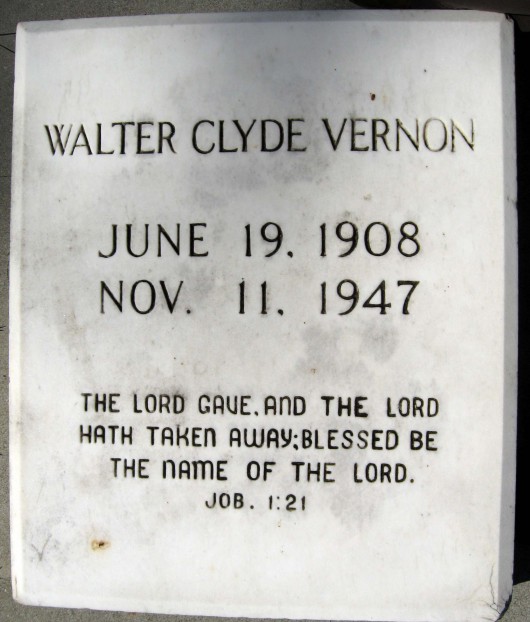 WALTER CLYDE VERNON
JUNE 19, 1908
NOV. 11, 1947
THE LORD GAVE, AND THE LORD
HATH TAKEN AWAY; BLESSED BE
THE NAME OF THE LORD.
JOB. 1:21